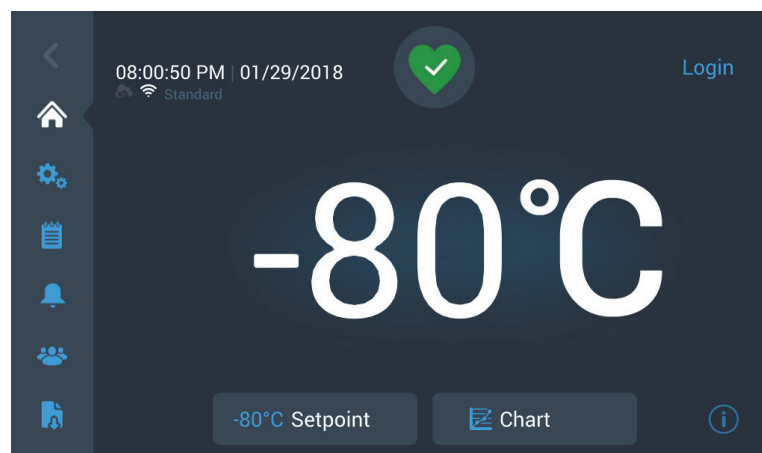 08:00:50 PM | 01/29/2018
Standard
Login
-80°C
-80°C Setpoint
Chart